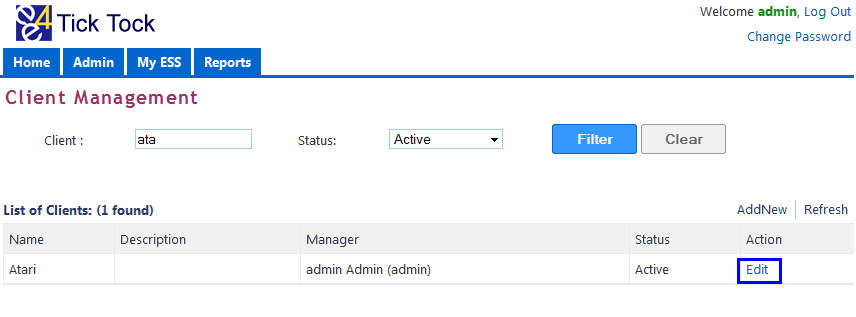 Welcome admin, Log Out
e4e Tick Tock
Change Password
Home Admin My ESS Reports
Client Management
Client : ata Status: Active Filter Clear
List of Clients: (1 found) AddNew Refresh
Name Description Manager Status Action
Atari admin Admin (admin) Active Edit